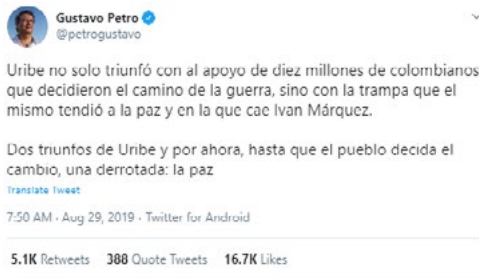 Gustavo Petro
@petrogustavo
Uribe no solo triunfó con al apoyo de diez millones de colombianos
que decidieron el camino de la guerra, sino con la trampa que el
mismo tendió a la paz y en la que cae Ivan Márquez.
Dos triunfos de Uribe y por ahora, hasta que el pueblo decida el
cambio, una derrotada: la paz
Translate Tweet
7:50 AM · Aug 29, 2019 · Twitter for Android
5.1K Retweets 388 Quote Tweets 16.7K Likes